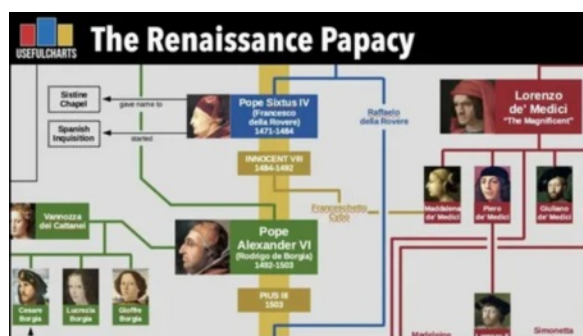 USEFULCHARTS
The Renaissance Papacy
Sistine
Chapel
gave name to
Spanish
Inquisition
started
Pope Sixtus IV
(Francesco
della Rovere)
1471-1484
Raffaelo
della Rovere
Lorenzo
de' Medici
"The Magnificent"
INNOCENT VIII
1484-1492
Franceschetto
Cybo
Maddalena
de' Medici
Piero
de' Medici
Giuliano
de' Medici
Vannozza
dei Cattanei
Pope
Alexander VI
(Rodrigo de Borgia)
1492-1503
Cesare
Borgia
Lucrezia
Borgia
Gioffre
Borgia
PIUS III
1503
Madeleine
Simonetta